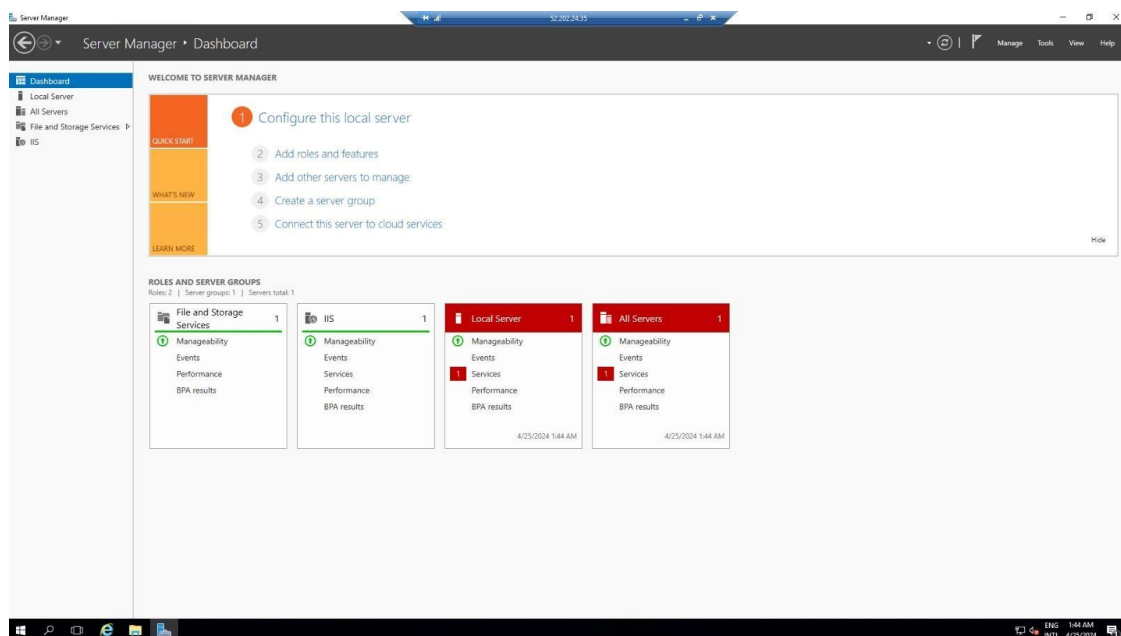 Server Manager
52.202.24.35
Server Manager ‣ Dashboard
Manage Tools View Help
Dashboard
Local Server
All Servers
File and Storage Services
IIS
WELCOME TO SERVER MANAGER
QUICK START
WHAT'S NEW
LEARN MORE
1 Configure this local server
2 Add roles and features
3 Add other servers to manage
4 Create a server group
5 Connect this server to cloud services
Hide
ROLES AND SERVER GROUPS
Roles: 2 | Server groups: 1 | Servers total: 1
File and Storage
Services 1
Manageability
Events
Performance
BPA results
IIS 1
Manageability
Events
Services
Performance
BPA results
Local Server 1
Manageability
Events
1 Services
Performance
BPA results
4/25/2024 1:44 AM
All Servers 1
Manageability
Events
1 Services
Performance
BPA results
4/25/2024 1:44 AM
ENG 1:44 AM
INTL 4/25/2024